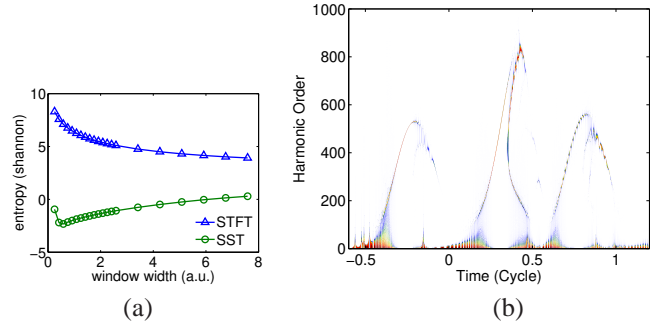 10
5
0
−5
0
2
4
6
8
entropy (shannon)
window width (a.u.)
STFT
SST
(a)
1000
800
600
400
200
0
−0.5
0
0.5
1
Harmonic Order
Time (Cycle)
(b)